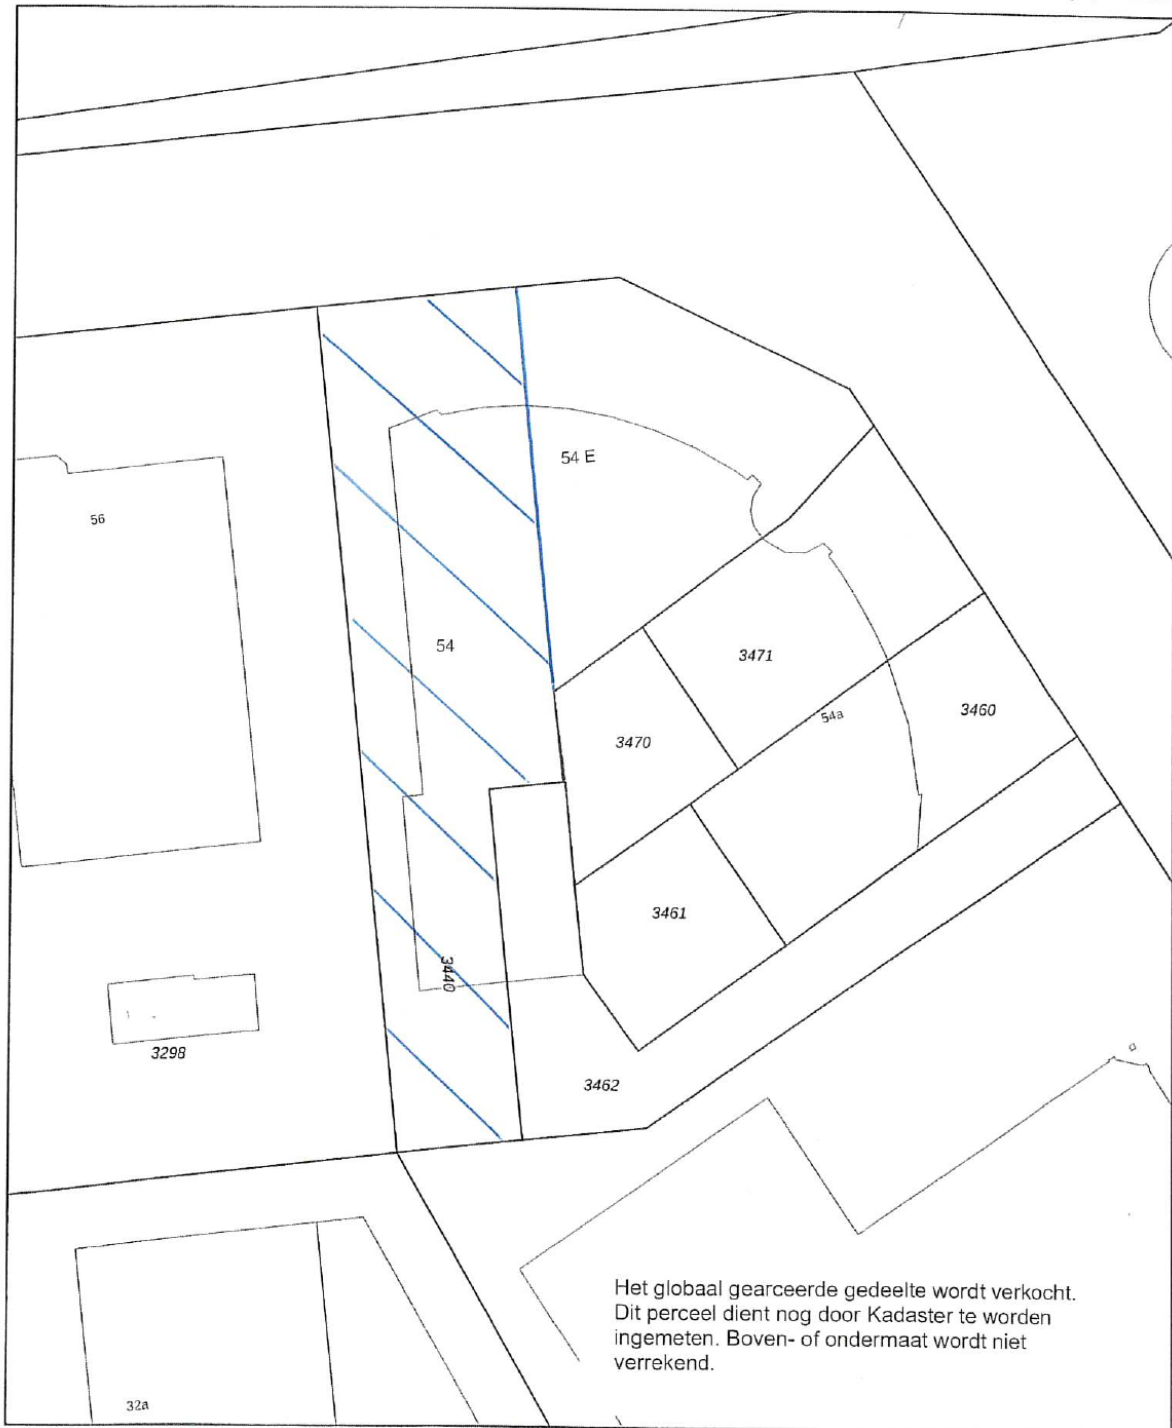 54 E
56
54
3471
54a
3460
3470
3461
3440
3298
3462
Het globaal gearceerde gedeelte wordt verkocht.
Dit perceel dient nog door Kadaster te worden
ingemeten. Boven- of ondermaat wordt niet
verrekend.
32a